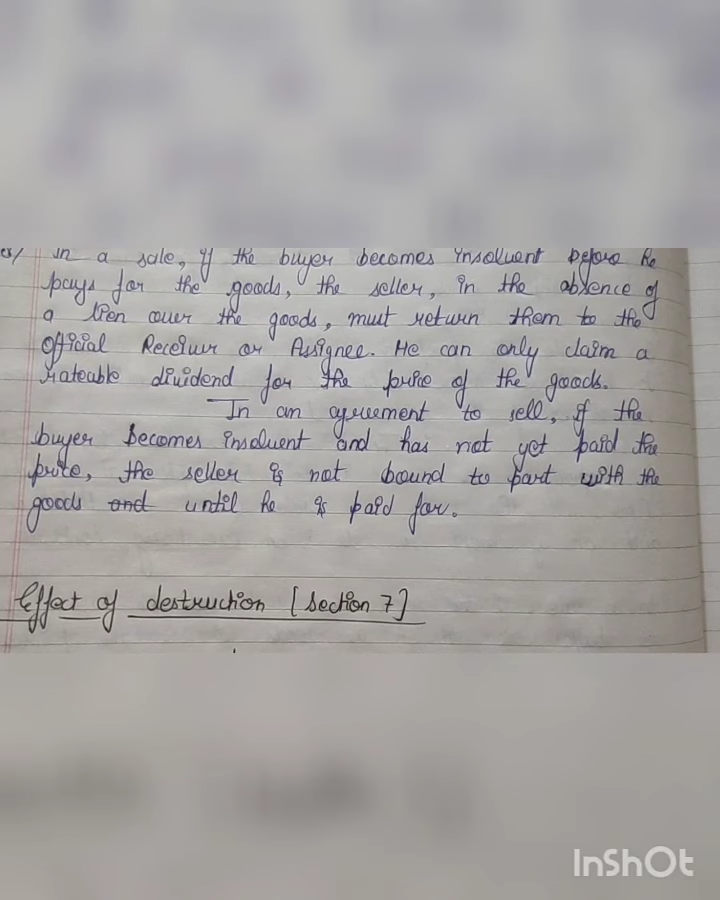 In a sale, if the buyer becomes insolvent before he
pays for the goods, the seller, in the absence of
a lien over the goods, must return them to the
Official Receiver or Assignee. He can only claim a
rateable dividend for the price of the goods.
In an agreement to sell, if the
buyer becomes insolvent and has not yet paid the
price, the seller is not bound to part with the
goods and until he is paid for.
Effect of destruction [Section 7]
InShOt